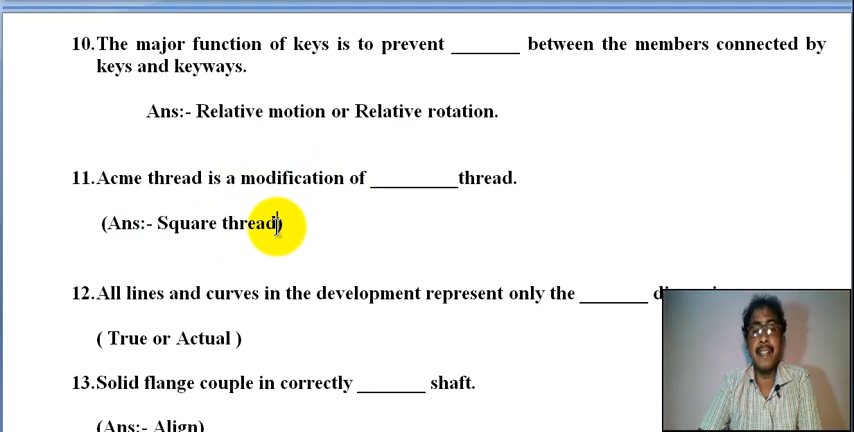 10.The major function of keys is to prevent _______ between the members connected by
keys and keyways.
Ans:- Relative motion or Relative rotation.
11.Acme thread is a modification of _________thread.
(Ans:- Square thread)
12.All lines and curves in the development represent only the _______
( True or Actual )
13.Solid flange couple in correctly _______ shaft.
(Ans:- Align)